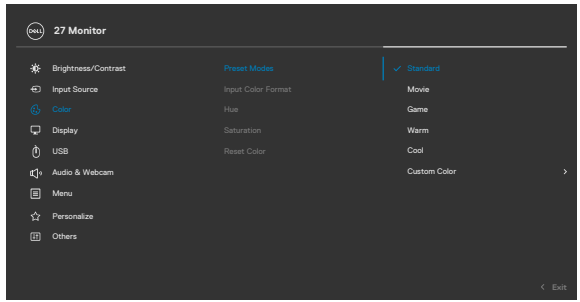 DELL 27 Monitor
Brightness/Contrast Preset Modes Standard
Input Source Input Color Format Movie
Color Hue Game
Display Saturation Warm
USB Reset Color Cool
Audio & Webcam Custom Color
Menu
Personalize
Others
Exit